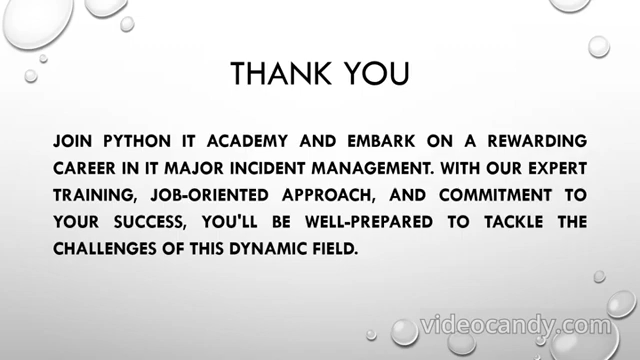 THANK YOU
JOIN PYTHON IT ACADEMY AND EMBARK ON A REWARDING
CAREER IN IT MAJOR INCIDENT MANAGEMENT. WITH OUR EXPERT
TRAINING, JOB-ORIENTED APPROACH, AND COMMITMENT TO
YOUR SUCCESS, YOU'LL BE WELL-PREPARED TO TACKLE THE
CHALLENGES OF THIS DYNAMIC FIELD.
videocandy.com